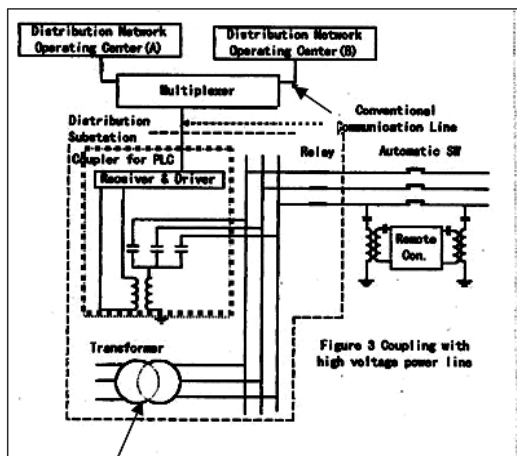 Distribution Network
Operating Center(A)
Distribution Network
Operating Center(B)
Multiplexer
Distribution
Substation
Conventional
Communication Line
Coupler for PLC
Relay
Automatic SW
Receiver & Driver
Remote
Con.
Transformer
Figure 3 Coupling with
high voltage power line